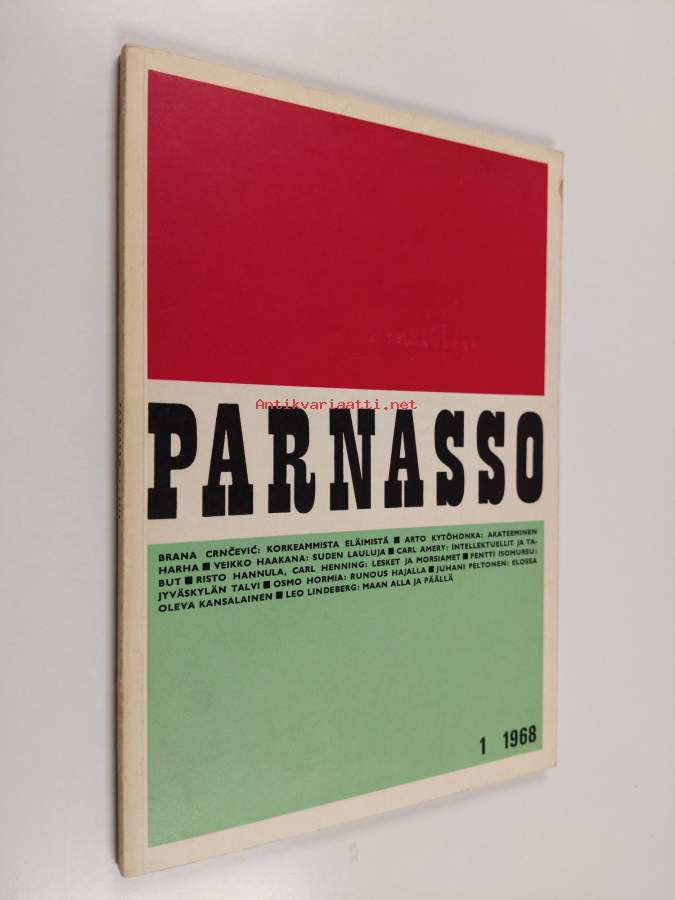 Antikvariaatti.net
PARNASSO
BRANA CRNČEVIĆ: KORKEAMMISTA ELÄIMISTÄ ■ ARTO KYTÖHONKA: AKATEEMINEN
HARHA ■ VEIKKO HAAKANA: SUDEN LAULUJA ■ CARL AMERY: INTELLEKTUELLIT JA TA-
BUT ■ RISTO HANNULA, CARL HENNING: LESKET JA MORSIAMET ■ PENTTI ISOMURSU:
JYVÄSKYLÄN TALVI ■ OSMO HORMIA: RUNOUS HAJALLA ■ JUHANI PELTONEN: ELOSSA
OLEVA KANSALAINEN ■ LEO LINDEBERG: MAAN ALLA JA PÄÄLLÄ
1 1968